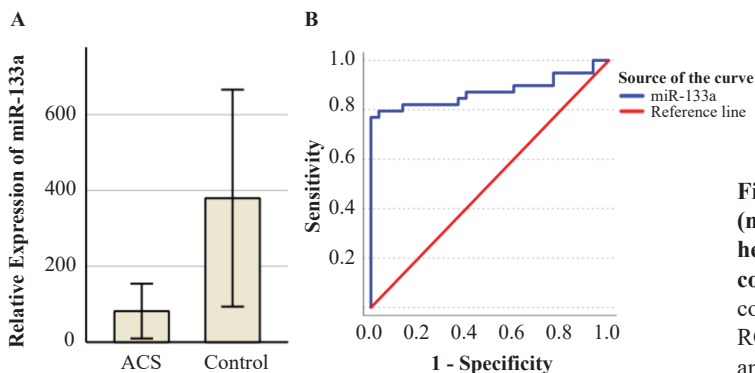 A
Relative Expression of miR-133a
600
400
200
0
ACS Control
B
Sensitivity
1.0
0.8
0.6
0.4
0.2
0.0 0.2 0.4 0.6 0.8 1.0
1 - Specificity
Source of the curve
miR-133a
Reference line